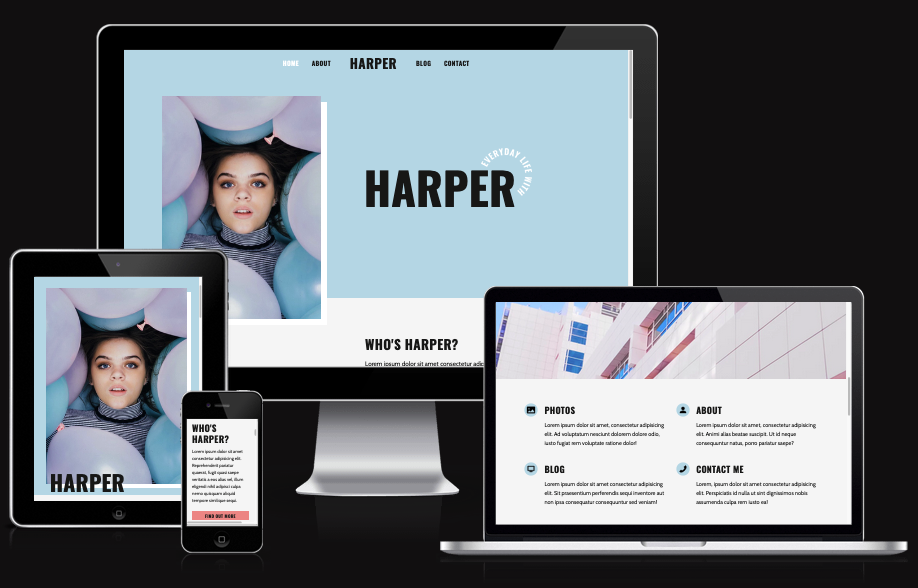 HOME ABOUT HARPER BLOG CONTACT
EVERYDAY LIFE WITH
HARPER
WHO'S HARPER?
Lorem ipsum dolor sit amet consectetur adip
HARPER
WHO'S
HARPER?
Lorem ipsum dolor sit amet
consectetur adipisicing elit.
Reprehenderit pariatur
quaerat, fugit quasi saepe
veritatis a eos alias est, illum
eligendi nihil adipisci culpa
nemo quisquam aliquid
tempore similique sequi.
FIND OUT MORE
PHOTOS
Lorem ipsum dolor sit amet, consectetur adipisicing
elit. Ad voluptatum nesciunt dolorem dolore odio,
iusto fugiat rem voluptate ratione dolor!
ABOUT
Lorem ipsum dolor sit amet, consectetur adipisicing
elit. Animi alias beatae suscipit. Ut id neque
consequuntur natus, porro pariatur saepe?
BLOG
Lorem ipsum dolor sit amet, consectetur adipisicing
elit. Sit praesentium perferendis sequi inventore aut
non ipsa consequatur consequuntur sed veniam!
CONTACT ME
Lorem, ipsum dolor sit amet consectetur adipisicing
elit. Perspiciatis id nulla ut sint dignissimos nobis
assumenda culpa rem iusto ea!